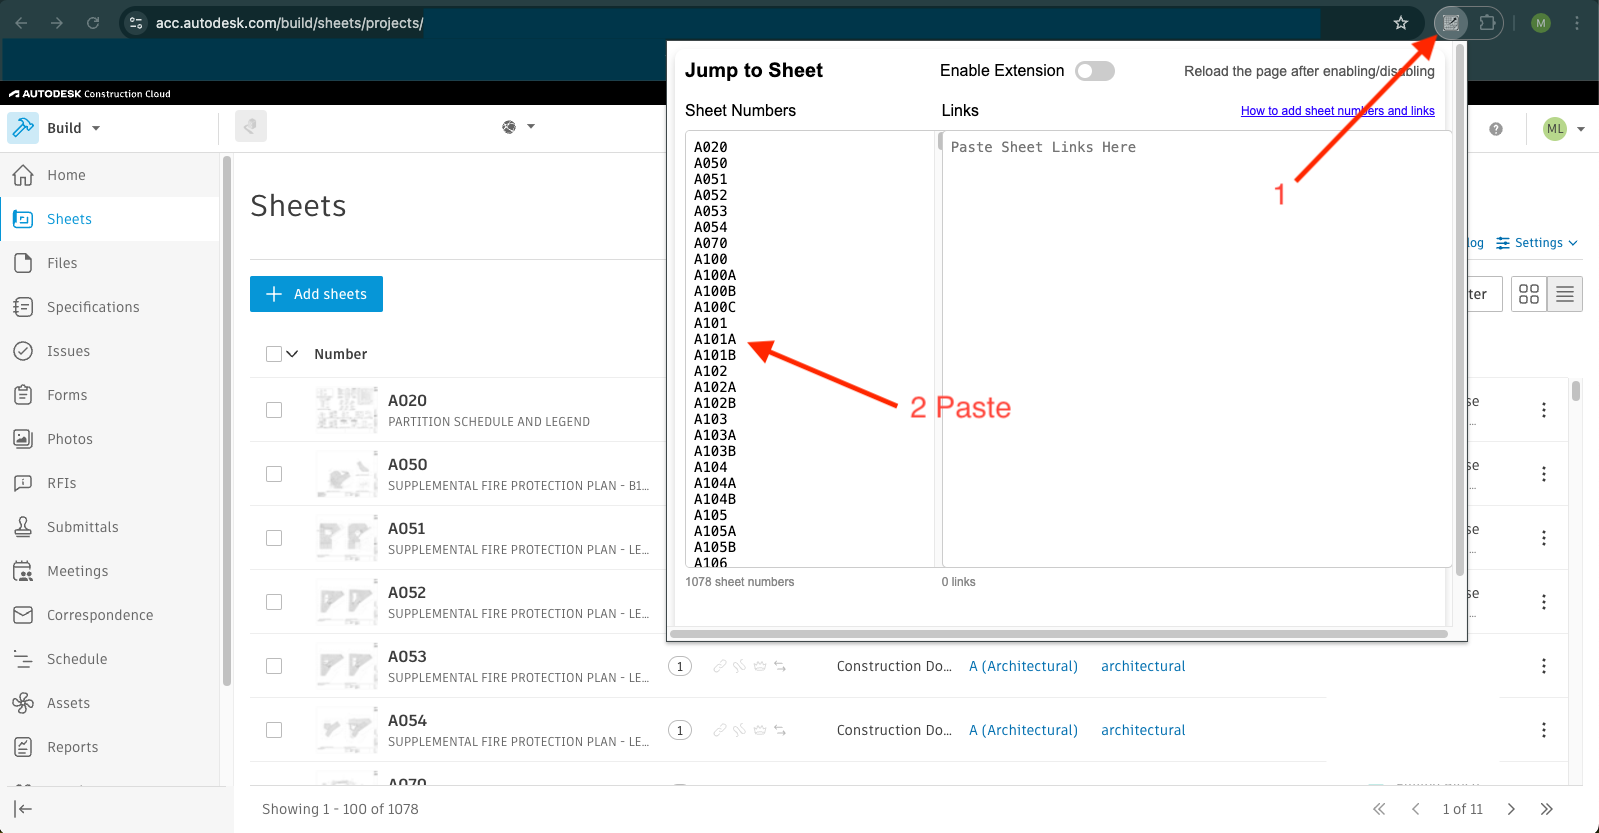 acc.autodesk.com/build/sheets/projects/
M
AUTODESK Construction Cloud
Build
ML
Home
Sheets
Files
Specifications
Issues
Forms
Photos
RFIs
Submittals
Meetings
Correspondence
Schedule
Assets
Reports
Sheets
log
Settings
Add sheets
ter
Number
A020
PARTITION SCHEDULE AND LEGEND
se
A050
SUPPLEMENTAL FIRE PROTECTION PLAN - B1...
se
A051
SUPPLEMENTAL FIRE PROTECTION PLAN - LE...
se
A052
SUPPLEMENTAL FIRE PROTECTION PLAN - LE...
se
A053
SUPPLEMENTAL FIRE PROTECTION PLAN - LE...
1
Construction Do...
A (Architectural)
architectural
A054
SUPPLEMENTAL FIRE PROTECTION PLAN - LE...
1
Construction Do...
A (Architectural)
architectural
A070
Showing 1 - 100 of 1078
1 of 11
Jump to Sheet
Enable Extension
Reload the page after enabling/disabling
Sheet Numbers
Links
How to add sheet numbers and links
A020
A050
A051
A052
A053
A054
A070
A100
A100A
A100B
A100C
A101
A101A
A101B
A102
A102A
A102B
A103
A103A
A103B
A104
A104A
A104B
A105
A105A
A105B
A106
Paste Sheet Links Here
1078 sheet numbers
0 links
1
2 Paste